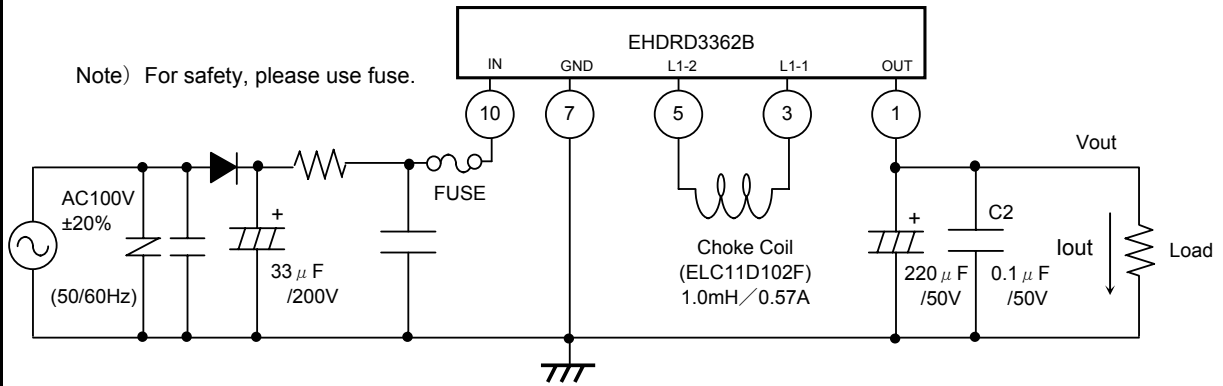 EHDRD3362B
Note） For safety, please use fuse.
IN
GND
L1-2
L1-1
OUT
10
7
5
3
1
Vout
FUSE
AC100V
±20%
(50/60Hz)
+
33μF
/200V
Choke Coil
(ELC11D102F)
1.0mH／0.57A
+
220μF
/50V
C2
0.1μF
/50V
Iout
Load